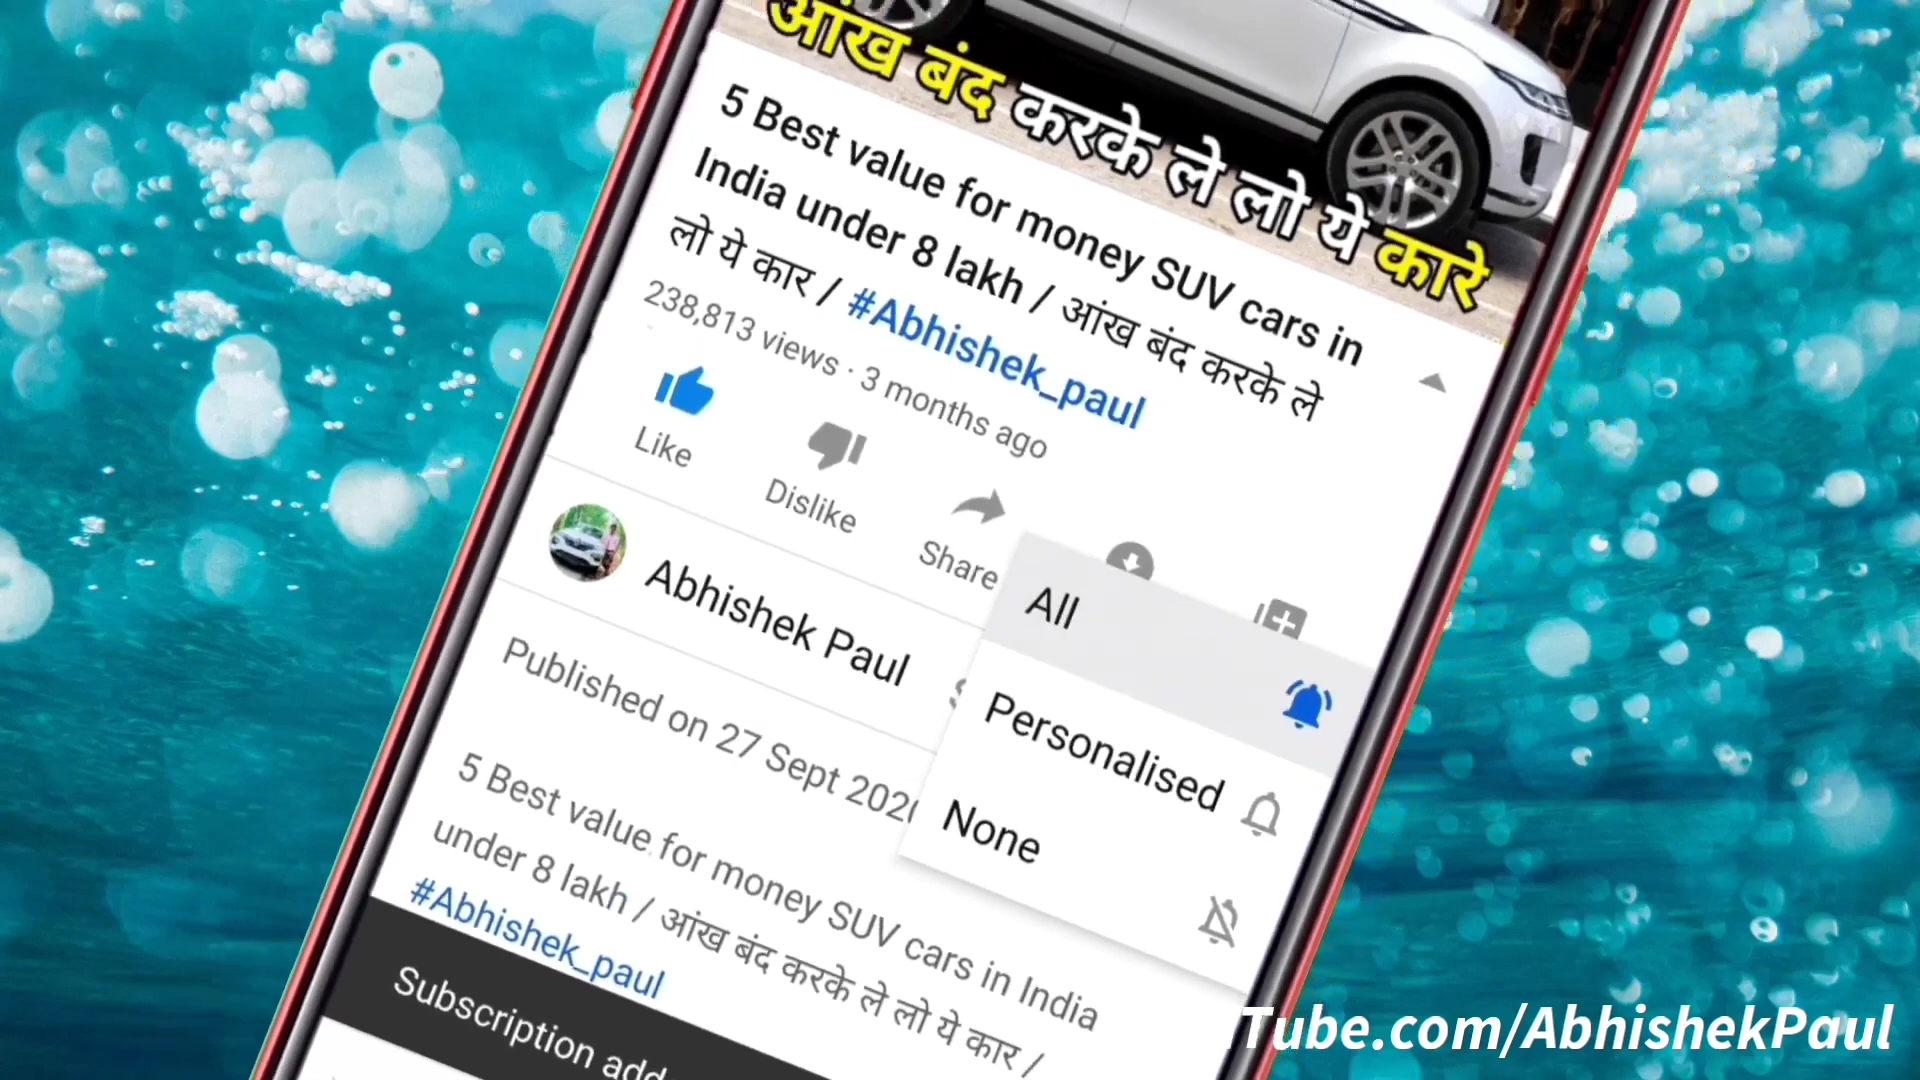 आंख बंद करके ले लो ये कारे
5 Best value for money SUV cars in
India under 8 lakh / आंख बंद करके ले
लो ये कार / #Abhishek_paul
238,813 views · 3 months ago
Like
Dislike
Share
All
Abhishek Paul
Personalised
Published on 27 Sept 2020
None
5 Best value for money SUV cars in India
under 8 lakh / आंख बंद करके ले लो ये कार /
#Abhishek_paul
Subscription
Tube.com/AbhishekPaul